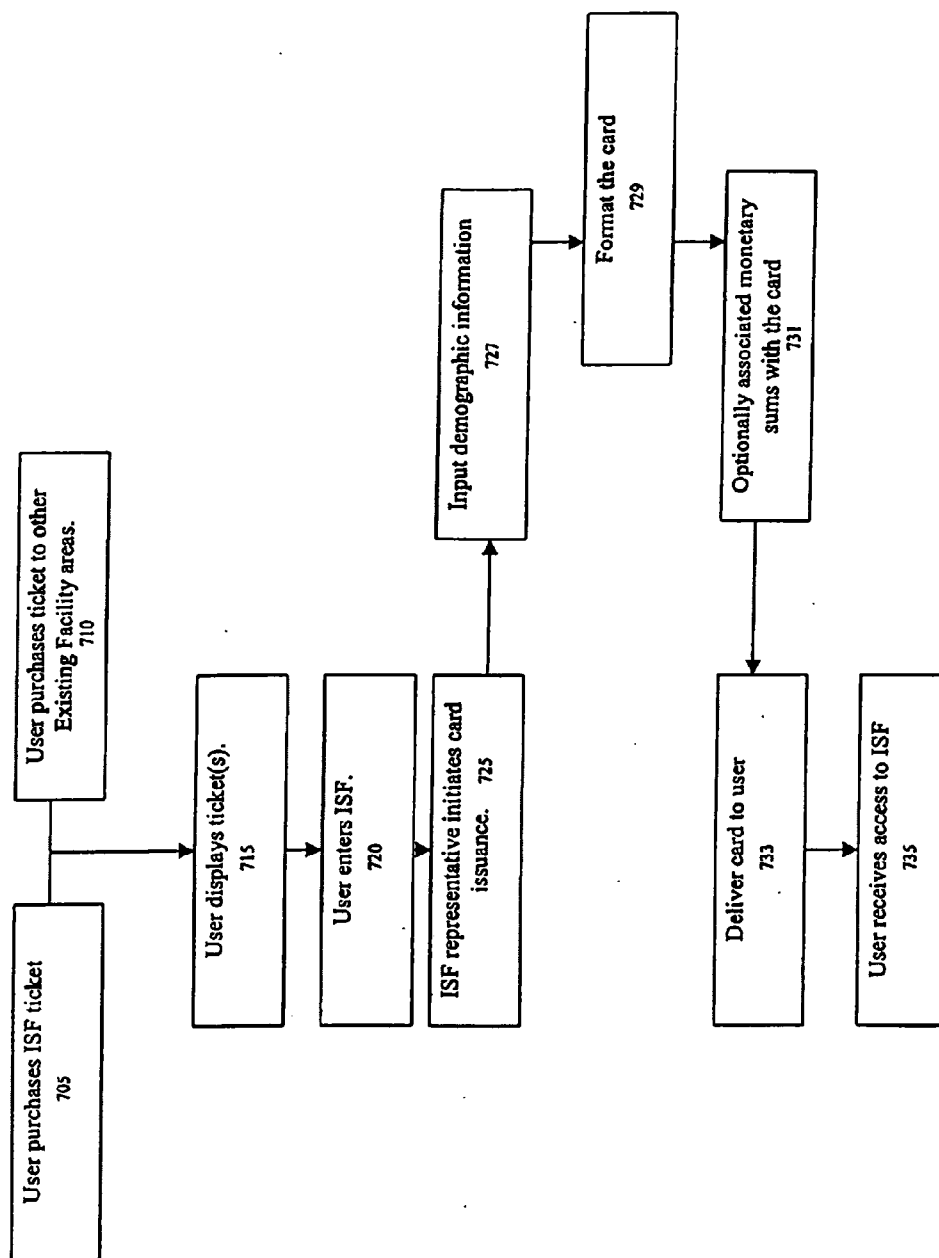 User purchases ISF ticket
705
User purchases ticket to other
Existing Facility areas.
710
User displays ticket(s).
715
User enters ISF.
720
ISF representative initiates card
issuance. 725
Input demographic information
727
Format the card
729
Optionally associated monetary
sums with the card
731
Deliver card to user
733
User receives access to ISF
735